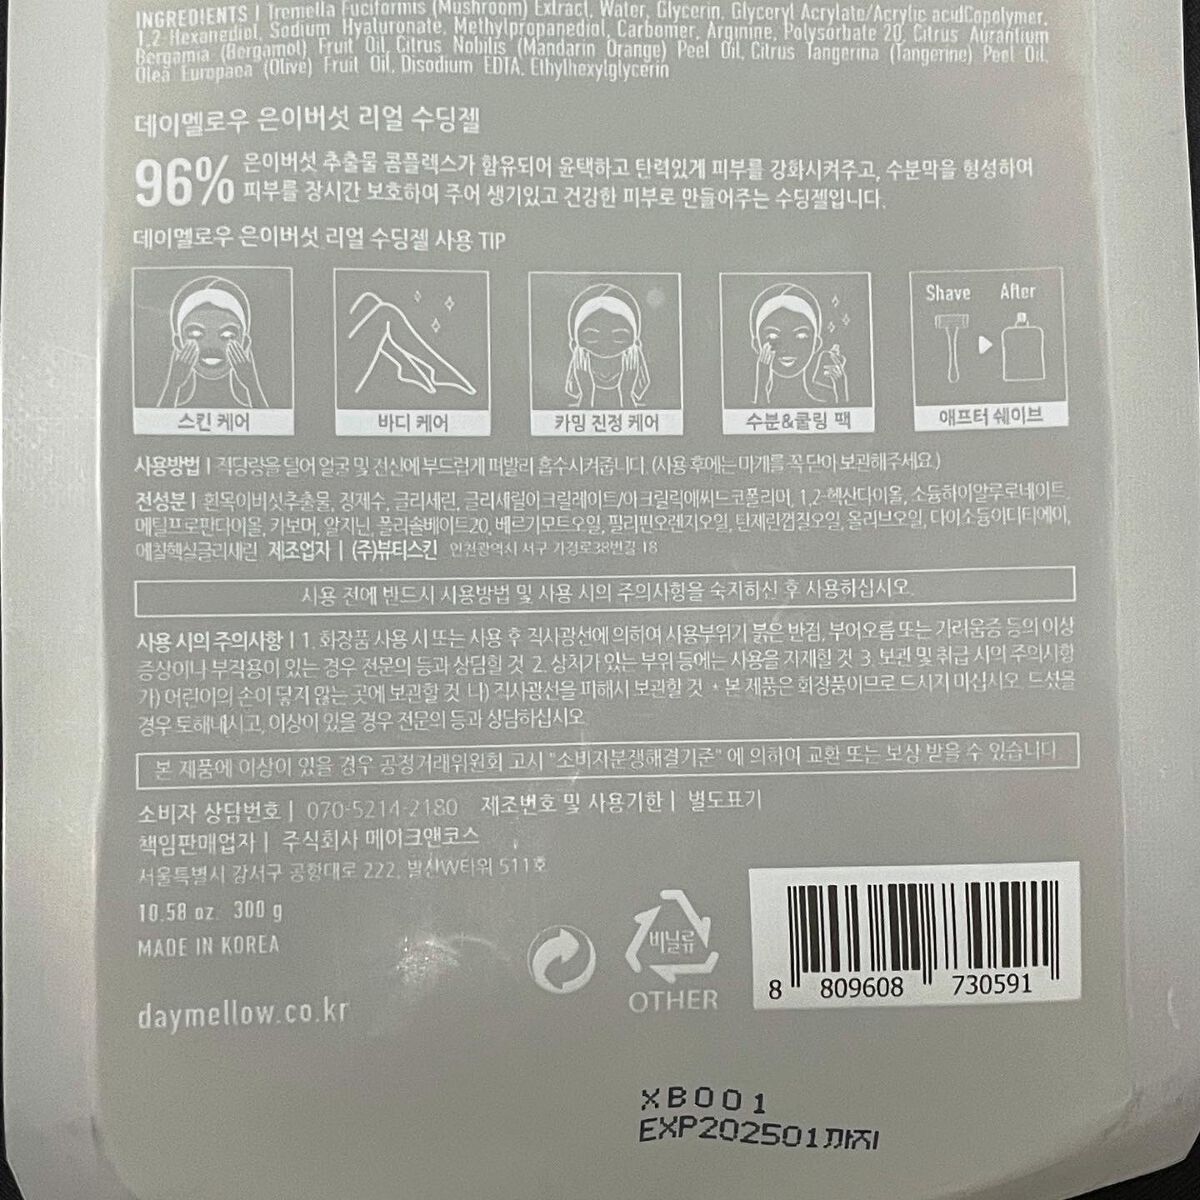 INGREDIENTS | Tremella Fuciformis (Mushroom) Extract, Water, Glycerin, Glyceryl Acrylate/Acrylic acidCopolymer,
1,2 Hexanediol, Sodium Hyaluronate, Methylpropanediol, Carbomer, Arginine, Polysorbate 20, Citrus Aurantium
Bergamia (Bergamot) Fruit Oil, Citrus Nobilis (Mandarin Orange) Peel Oil, Citrus Tangerina (Tangerine) Peel Oil,
Olea Europaea (Olive) Fruit Oil, Disodium EDTA, Ethylhexylglycerin
데이멜로우 은이버섯 리얼 수딩젤
96% 은이버섯 추출물 콤플렉스가 함유되어 윤택하고 탄력있게 피부를 강화시켜주고, 수분막을 형성하여
피부를 장시간 보호하여 주어 생기있고 건강한 피부로 만들어주는 수딩젤입니다.
데이멜로우 은이버섯 리얼 수딩젤 사용 TIP
Shave After
스킨 케어 바디 케어 카밍 진정 케어 수분&쿨링 팩 애프터 쉐이브
사용방법 | 적당량을 덜어 얼굴 및 전신에 부드럽게 펴발라 흡수시켜줍니다. (사용 후에는 마개를 꼭 닫아 보관해주세요.)
전성분 | 흰목이버섯추출물, 정제수, 글리세린, 글리세릴아크릴레이트/아크릴릭애씨드코폴리머, 1,2-헥산다이올, 소듐하이알루로네이트,
메틸프로판다이올, 카보머, 알지닌, 폴리솔베이트20, 베르가모트오일, 필리핀오렌지오일, 탄제린껍질오일, 올리브오일, 다이소듐이디티에이,
에칠헥실글리세린 제조업자 | (주)뷰티스킨 인천광역시 서구 가정로38번길 18
사용 전에 반드시 사용방법 및 사용 시의 주의사항을 숙지하신 후 사용하십시오.
사용 시의 주의사항 | 1. 화장품 사용 시 또는 사용 후 직사광선에 의하여 사용부위가 붉은 반점, 부어오름 또는 가려움증 등의 이상
증상이나 부작용이 있는 경우 전문의 등과 상담할 것 2. 상처가 있는 부위 등에는 사용을 자제할 것 3. 보관 및 취급 시의 주의사항
가) 어린이의 손이 닿지 않는 곳에 보관할 것 나) 직사광선을 피해서 보관할 것 * 본 제품은 화장품이므로 드시지 마십시오. 드셨을
경우 토해내시고, 이상이 있을 경우 전문의 등과 상담하십시오.
본 제품에 이상이 있을 경우 공정거래위원회 고시 "소비자분쟁해결기준" 에 의하여 교환 또는 보상 받을 수 있습니다.
소비자 상담번호 | 070-5214-2180 제조번호 및 사용기한 | 별도표기
책임판매업자 | 주식회사 메이크앤코스
서울특별시 강서구 공항대로 222, 발산W타워 511호
10.58 oz. 300 g
MADE IN KOREA
daymellow.co.kr
비닐류
OTHER
8 809608 730591
XB001
EXP202501까지